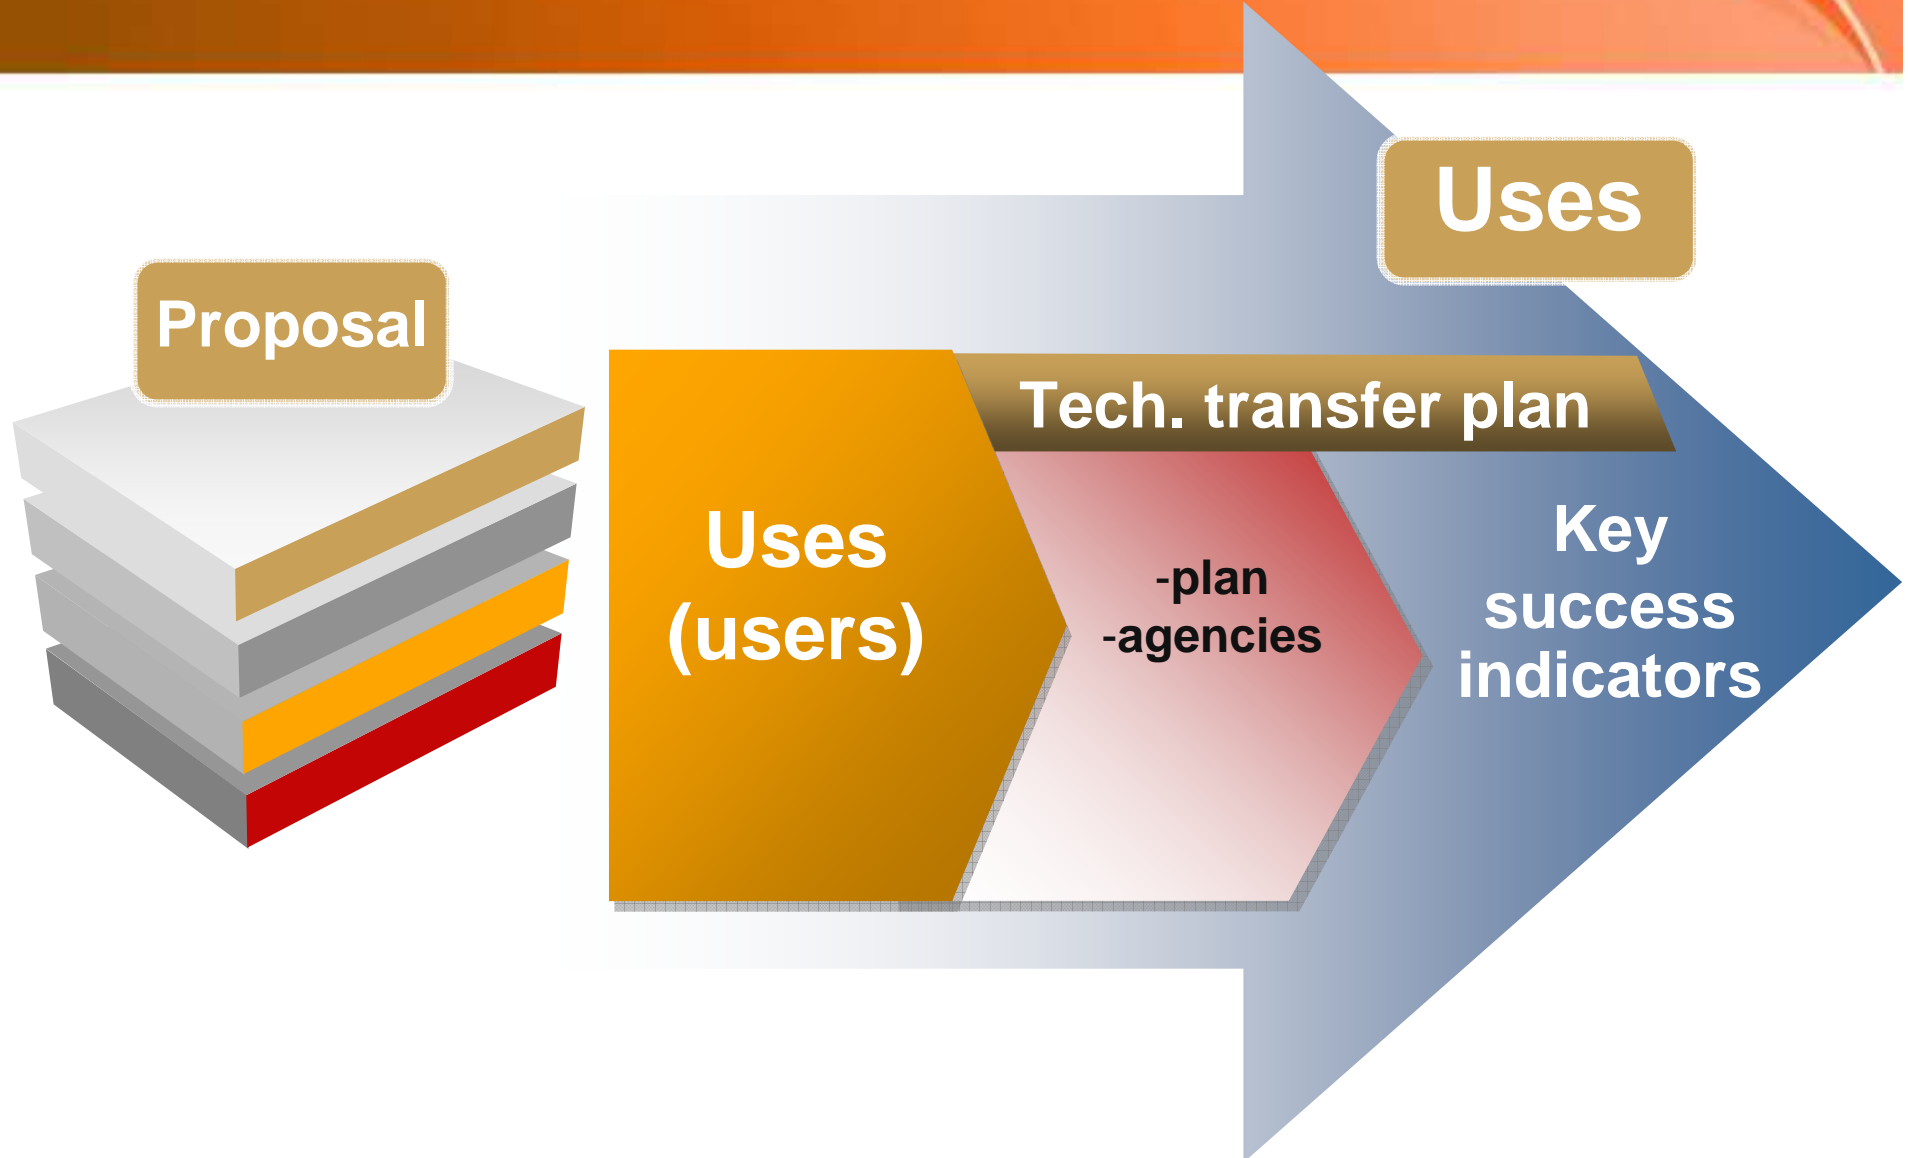 Uses
Proposal
Tech. transfer plan
Uses
(users)
-plan
-agencies
Key
success
indicators